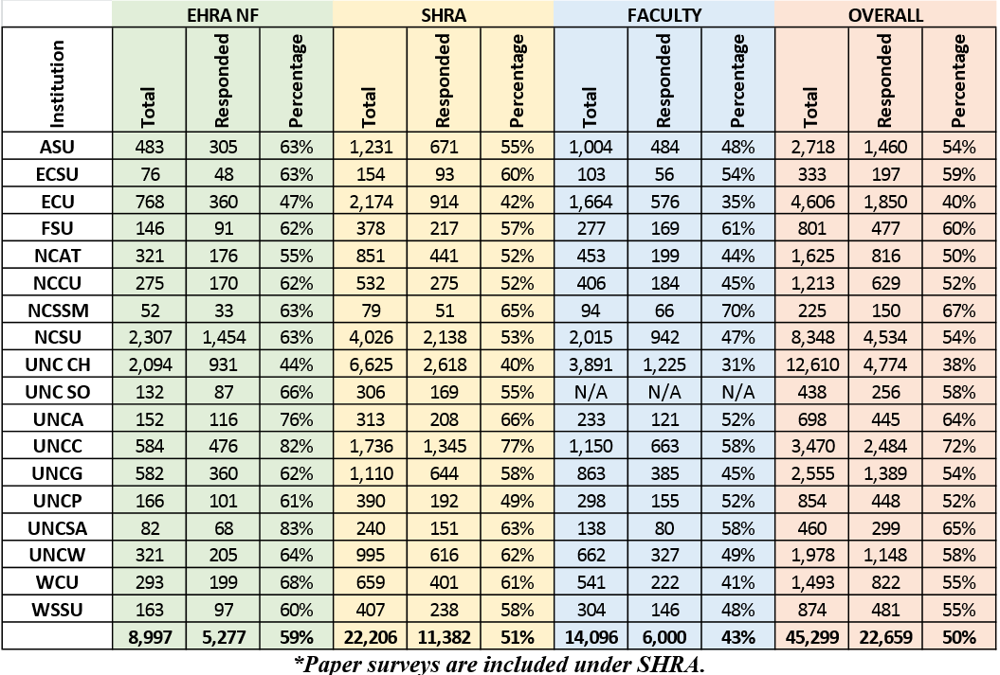 EHRA NF SHRA FACULTY OVERALL
Institution Total Responded Percentage Total Responded Percentage Total Responded Percentage Total Responded Percentage
ASU 483 305 63% 1,231 671 55% 1,004 484 48% 2,718 1,460 54%
ECSU 76 48 63% 154 93 60% 103 56 54% 333 197 59%
ECU 768 360 47% 2,174 914 42% 1,664 576 35% 4,606 1,850 40%
FSU 146 91 62% 378 217 57% 277 169 61% 801 477 60%
NCAT 321 176 55% 851 441 52% 453 199 44% 1,625 816 50%
NCCU 275 170 62% 532 275 52% 406 184 45% 1,213 629 52%
NCSSM 52 33 63% 79 51 65% 94 66 70% 225 150 67%
NCSU 2,307 1,454 63% 4,026 2,138 53% 2,015 942 47% 8,348 4,534 54%
UNC CH 2,094 931 44% 6,625 2,618 40% 3,891 1,225 31% 12,610 4,774 38%
UNC SO 132 87 66% 306 169 55% N/A N/A N/A 438 256 58%
UNCA 152 116 76% 313 208 66% 233 121 52% 698 445 64%
UNCC 584 476 82% 1,736 1,345 77% 1,150 663 58% 3,470 2,484 72%
UNCG 582 360 62% 1,110 644 58% 863 385 45% 2,555 1,389 54%
UNCP 166 101 61% 390 192 49% 298 155 52% 854 448 52%
UNCSA 82 68 83% 240 151 63% 138 80 58% 460 299 65%
UNCW 321 205 64% 995 616 62% 662 327 49% 1,978 1,148 58%
WCU 293 199 68% 659 401 61% 541 222 41% 1,493 822 55%
WSSU 163 97 60% 407 238 58% 304 146 48% 874 481 55%
8,997 5,277 59% 22,206 11,382 51% 14,096 6,000 43% 45,299 22,659 50%
*Paper surveys are included under SHRA.